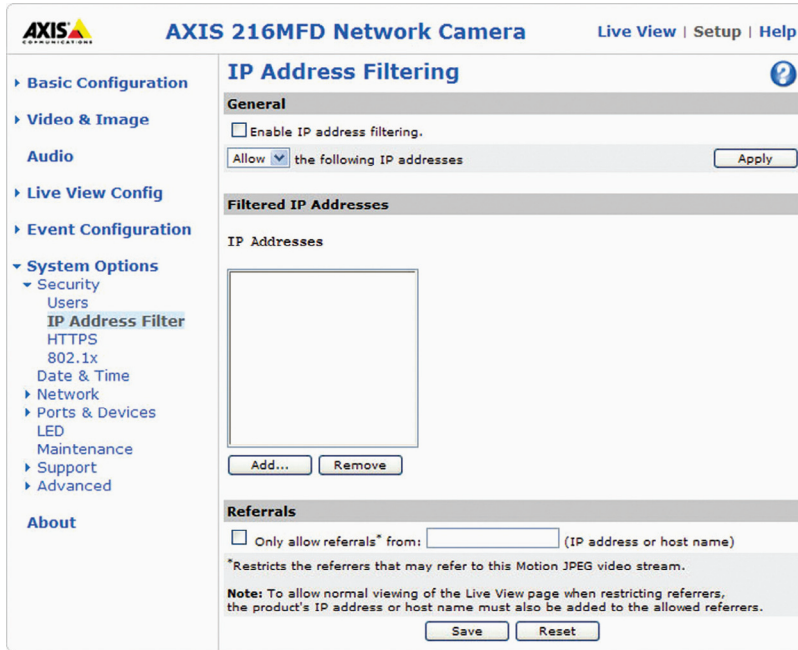 AXIS
COMMUNICATIONS
AXIS 216MFD Network Camera
Live View | Setup | Help
Basic Configuration
Video & Image
Audio
Live View Config
Event Configuration
System Options
Security
Users
IP Address Filter
HTTPS
802.1x
Date & Time
Network
Ports & Devices
LED
Maintenance
Support
Advanced
About
IP Address Filtering
?
General
Enable IP address filtering.
Allow the following IP addresses
Apply
Filtered IP Addresses
IP Addresses
Add... Remove
Referrals
Only allow referrals* from: (IP address or host name)
*Restricts the referrers that may refer to this Motion JPEG video stream.
Note: To allow normal viewing of the Live View page when restricting referrers,
the product's IP address or host name must also be added to the allowed referrers.
Save Reset